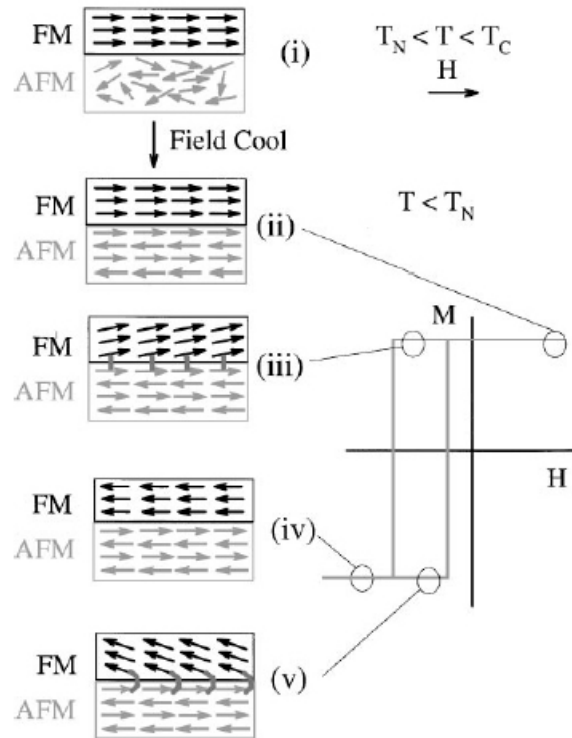 FM
AFM
(i)
T_N < T < T_C
H
Field Cool
FM
AFM
(ii)
T < T_N
FM
AFM
(iii)
M
H
FM
AFM
(iv)
FM
AFM
(v)